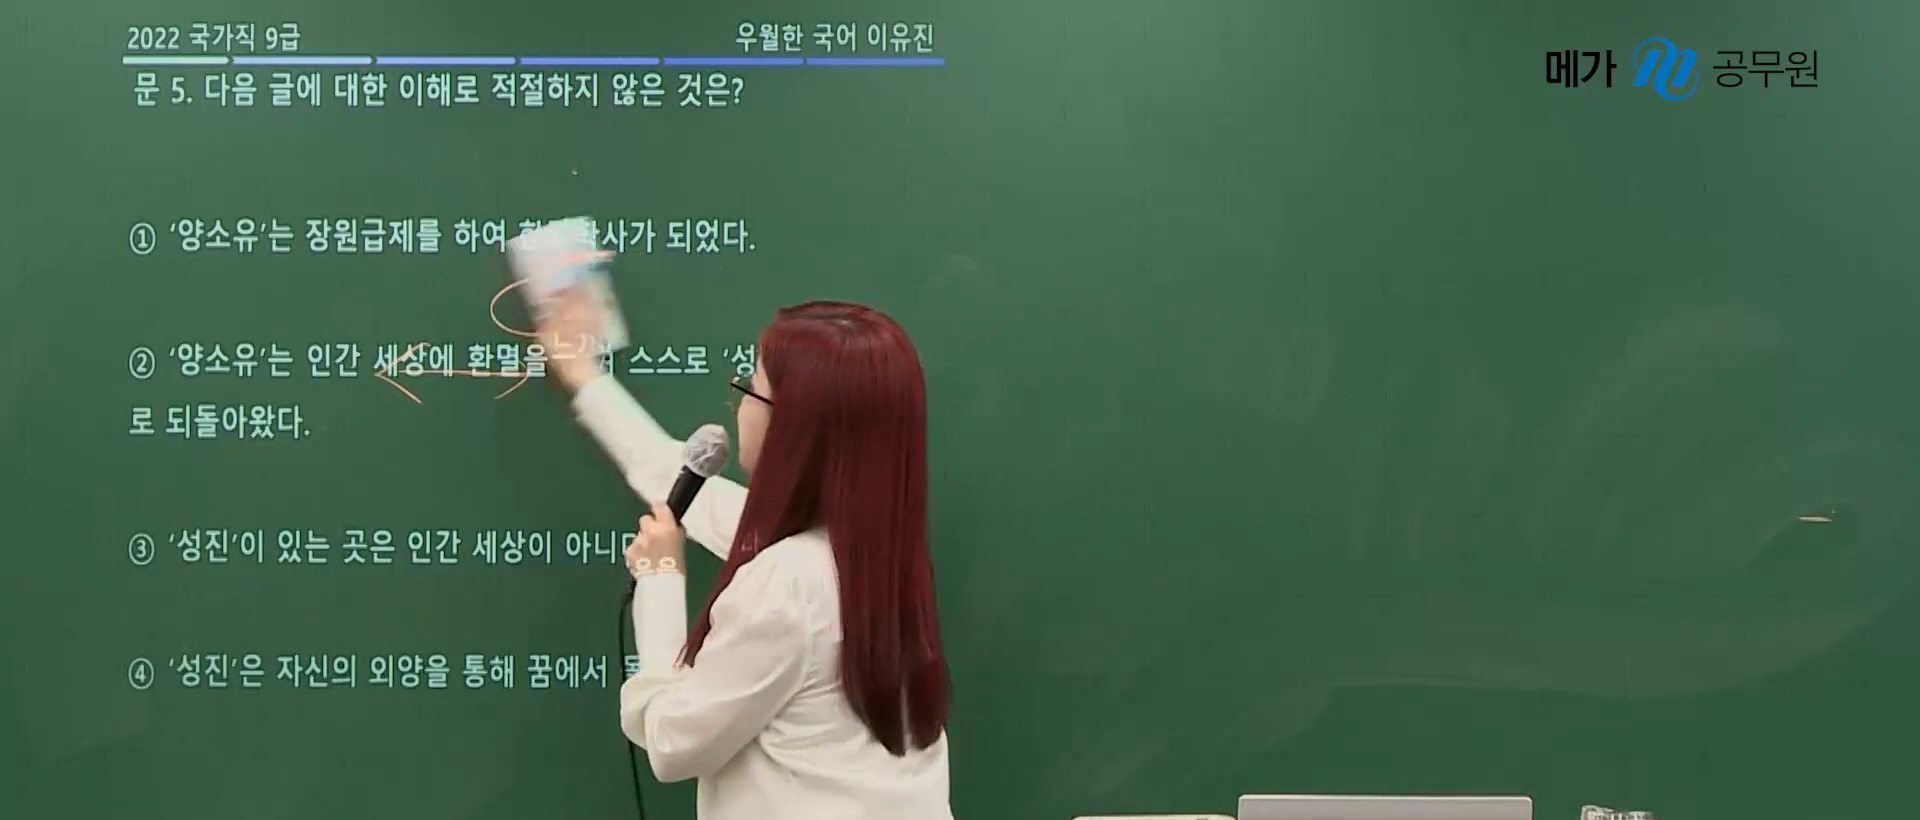 2022 국가직 9급
우월한 국어 이유진
메가 공무원
문 5. 다음 글에 대한 이해로 적절하지 않은 것은?
① ‘양소유’는 장원급제를 하여 되었다.
② ‘양소유’는 인간 세상에 환멸을 스스로 ‘성
로 되돌아왔다.
③ ‘성진’이 있는 곳은 인간 세상이
④ ‘성진’은 자신의 외양을 통해 꿈에서